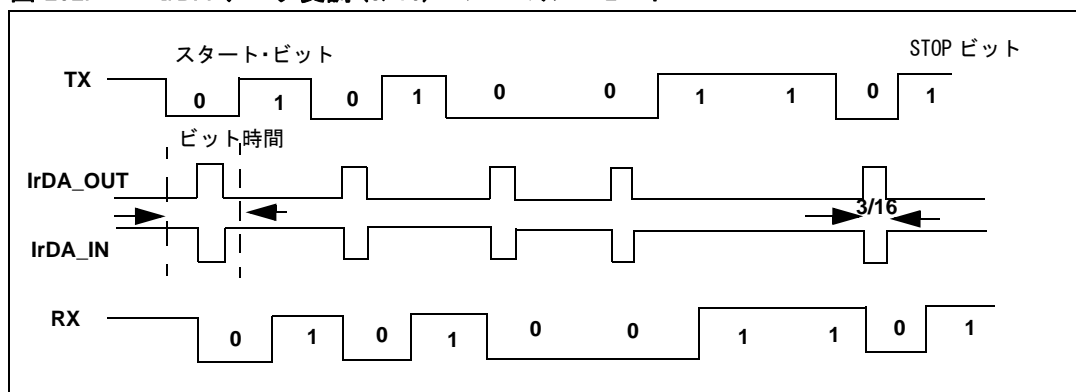 スタート・ビット
STOP ビット
TX
0 1 0 1 0 0 1 1 0 1
ビット時間
IrDA_OUT
3/16
IrDA_IN
RX
0 1 0 1 0 0 1 1 0 1